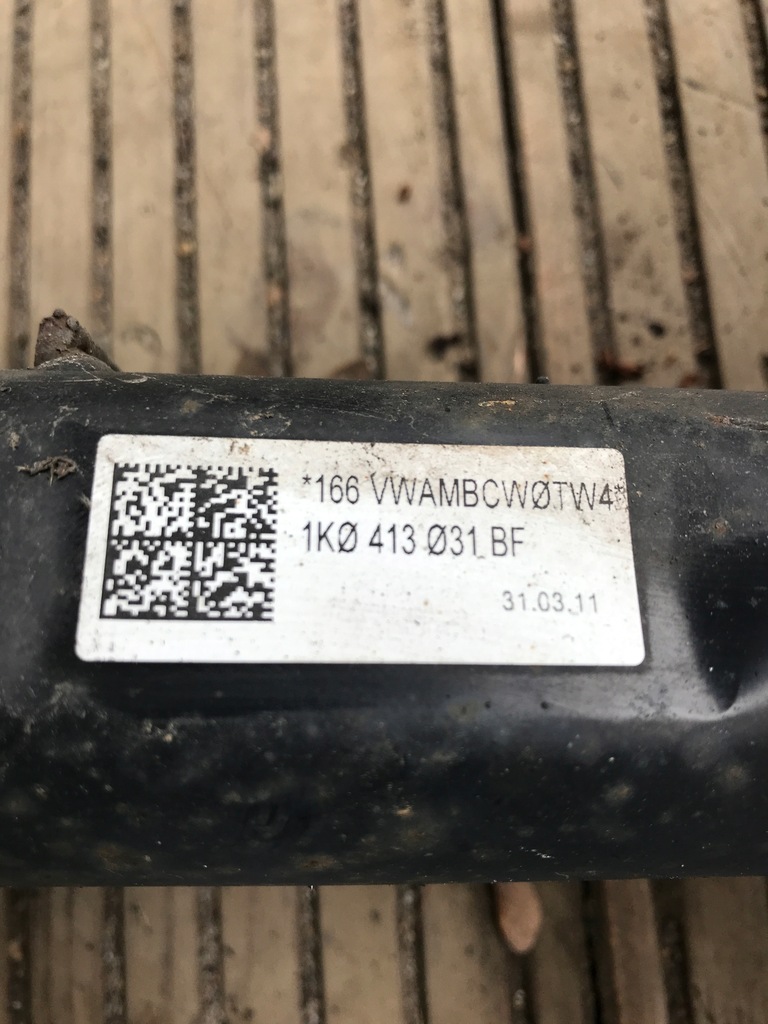 *166 VWAMBCWØTW4*
1KØ 413 Ø31 BF
31.03.11